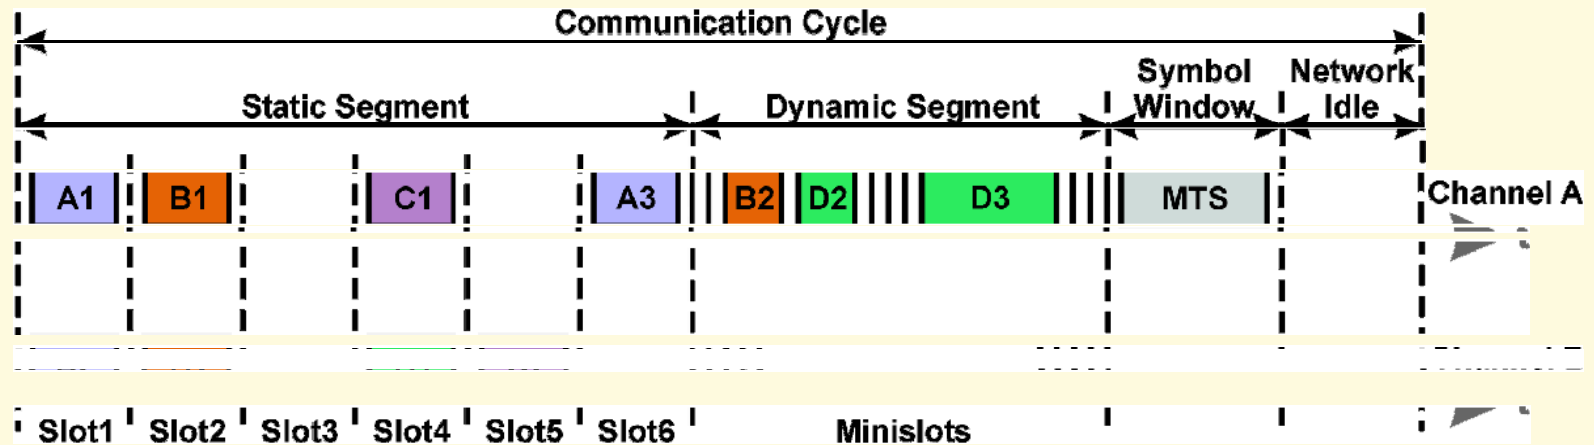 Communication Cycle
Static Segment Dynamic Segment Symbol Window Network Idle
A1 B1 C1 A3 B2 D2 D3 MTS Channel A
Slot1 Slot2 Slot3 Slot4 Slot5 Slot6 Minislots